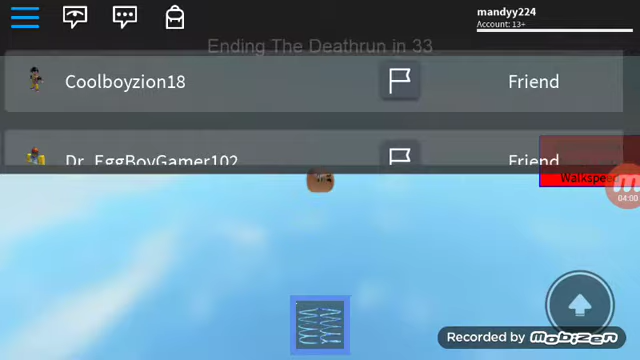 mandyy224
Account: 13+
Ending The Deathrun in 33
Coolboyzion18
Friend
Dr_EggBoyGamer102
Friend
Walkspee
04:00
Recorded by mobizen